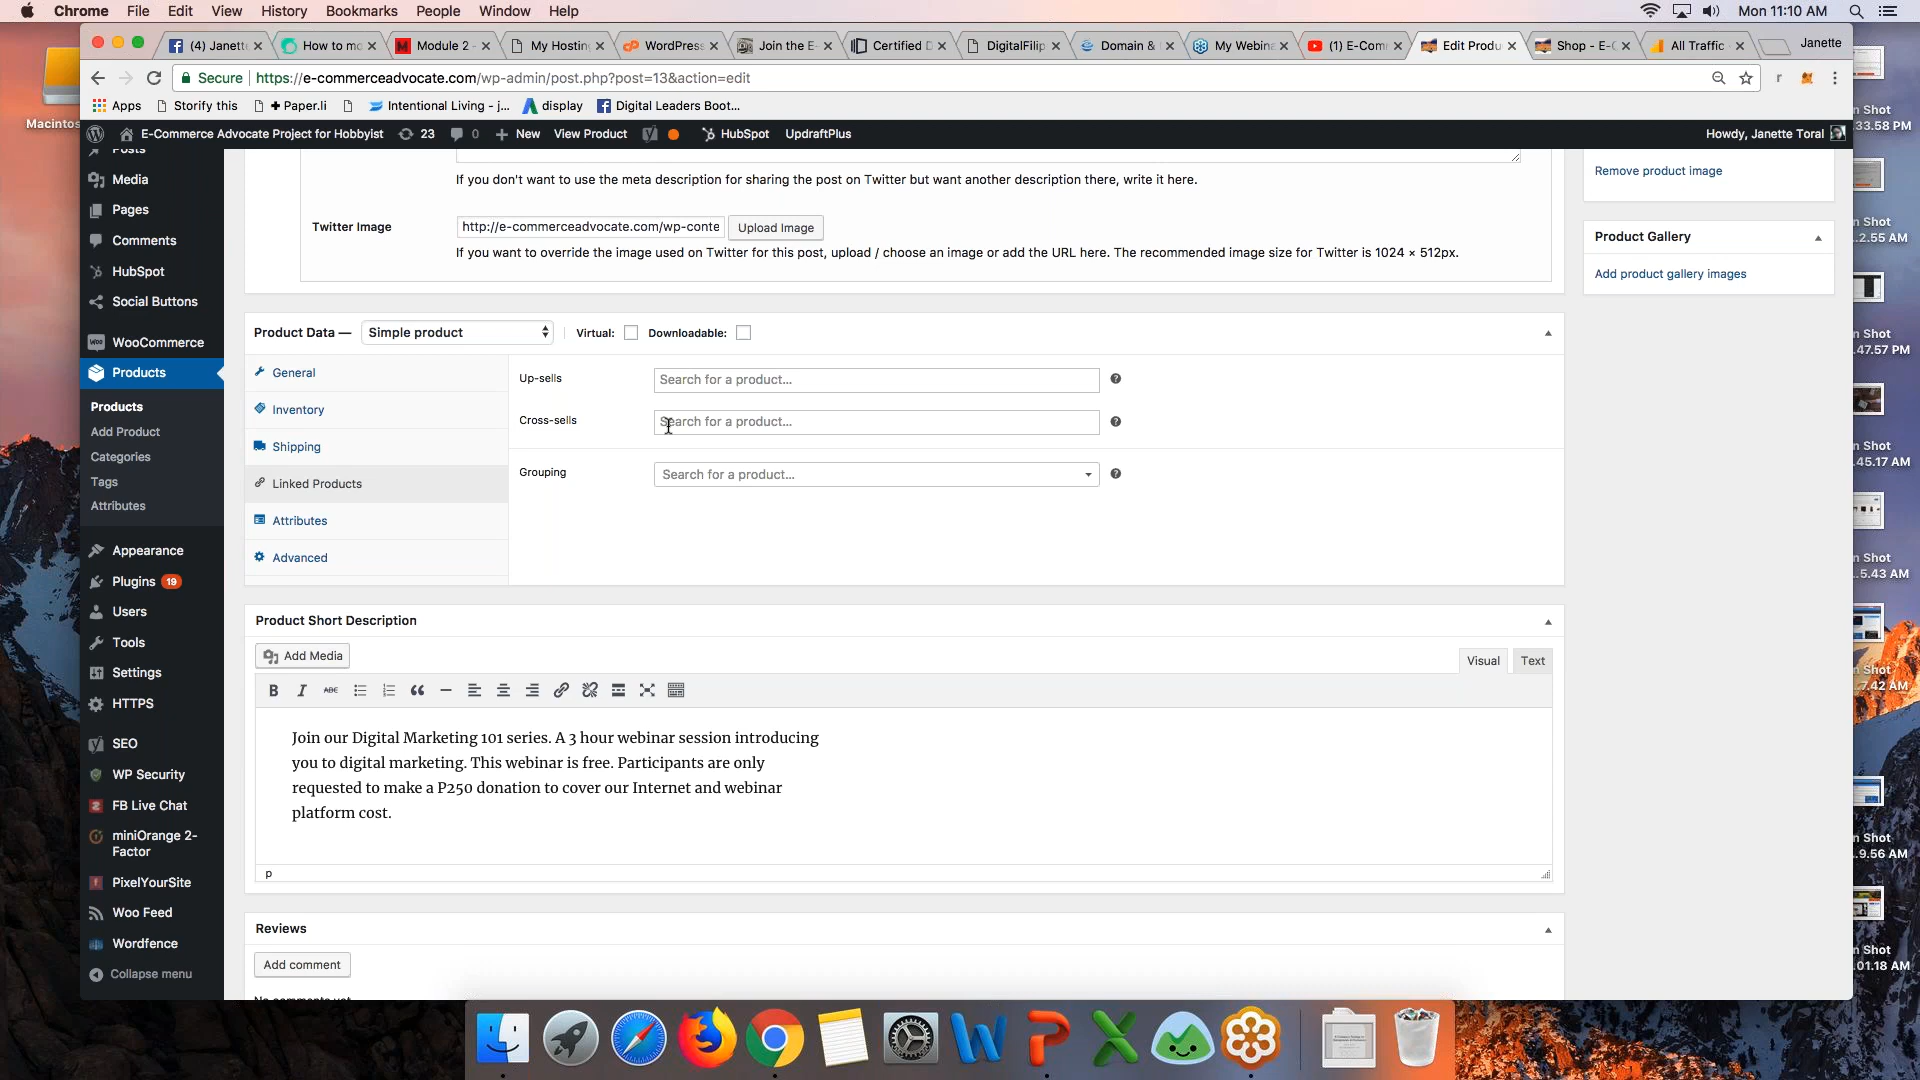 Chrome File Edit View History Bookmarks People Window Help Mon 11:10 AM
(4) Janett How to mo Module 2 - My Hosting WordPress Join the E- Certified D DigitalFilip Domain & My Webina (1) E-Com Edit Produ Shop - E-C All Traffic Janette
Secure https://e-commerceadvocate.com/wp-admin/post.php?post=13&action=edit
Apps Storify this + Paper.li Intentional Living - j... display Digital Leaders Boot...
E-Commerce Advocate Project for Hobbyist 23 0 New View Product HubSpot UpdraftPlus Howdy, Janette Toral
Macintos
Posts
Media
Pages
Comments
HubSpot
Social Buttons
WooCommerce
Products
Products
Add Product
Categories
Tags
Attributes
Appearance
Plugins 19
Users
Tools
Settings
HTTPS
SEO
WP Security
FB Live Chat
miniOrange 2-
Factor
PixelYourSite
Woo Feed
Wordfence
Collapse menu
If you don't want to use the meta description for sharing the post on Twitter but want another description there, write it here.
Twitter Image http://e-commerceadvocate.com/wp-conte Upload Image
If you want to override the image used on Twitter for this post, upload / choose an image or add the URL here. The recommended image size for Twitter is 1024 × 512px.
Product Data — Simple product Virtual: Downloadable:
General
Inventory
Shipping
Linked Products
Attributes
Advanced
Up-sells Search for a product...
Cross-sells Search for a product...
Grouping Search for a product...
Product Short Description
Add Media Visual Text
B I ABC
Join our Digital Marketing 101 series. A 3 hour webinar session introducing
you to digital marketing. This webinar is free. Participants are only
requested to make a P250 donation to cover our Internet and webinar
platform cost.
p
Reviews
Add comment
No comments yet
Remove product image
Product Gallery
Add product gallery images
n Shot
.33.58 PM
n Shot
.2.55 AM
n Shot
.47.57 PM
n Shot
.45.17 AM
n Shot
.5.43 AM
n Shot
.7.42 AM
n Shot
.9.56 AM
n Shot
.01.18 AM